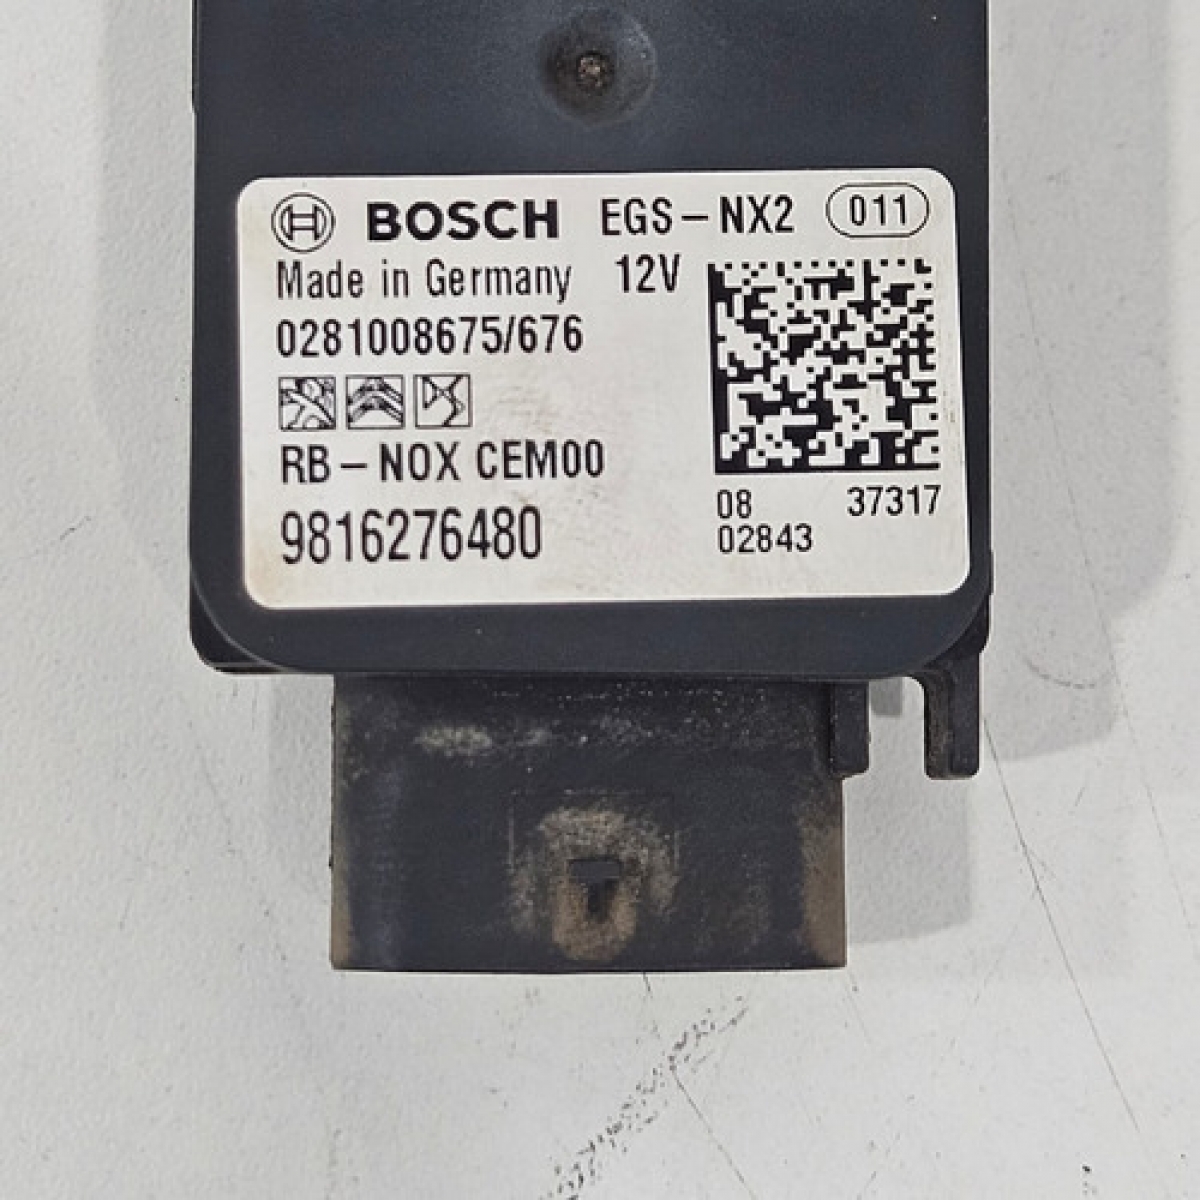 BOSCH EGS-NX2 011
Made in Germany 12V
0281008675/676
RB-NOX CEM00
9816276480
08 37317
02843